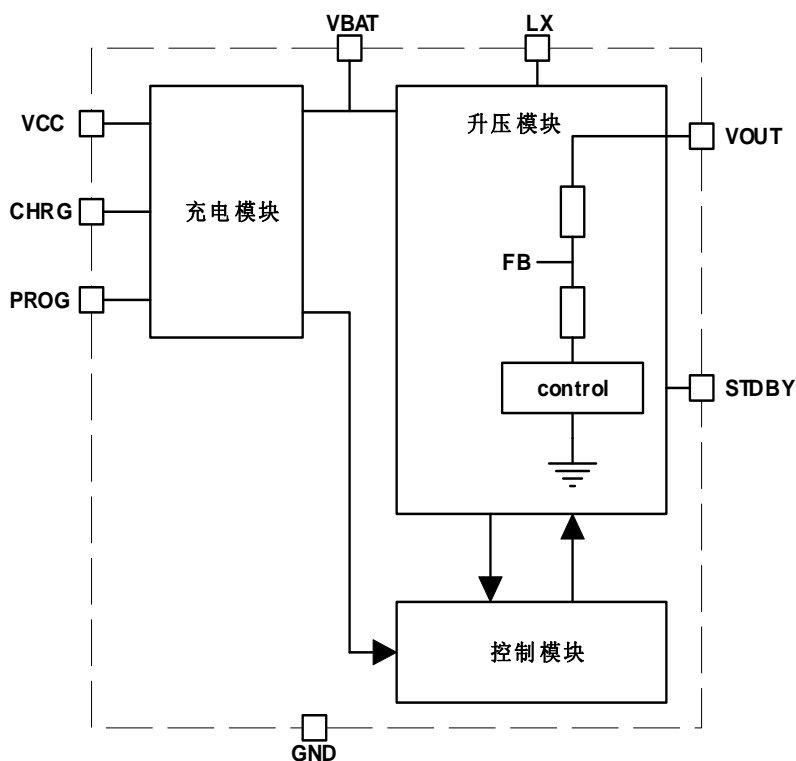 VBAT
LX
VCC
升压模块
VOUT
CHRG
充电模块
FB
PROG
control
STDBY
控制模块
GND